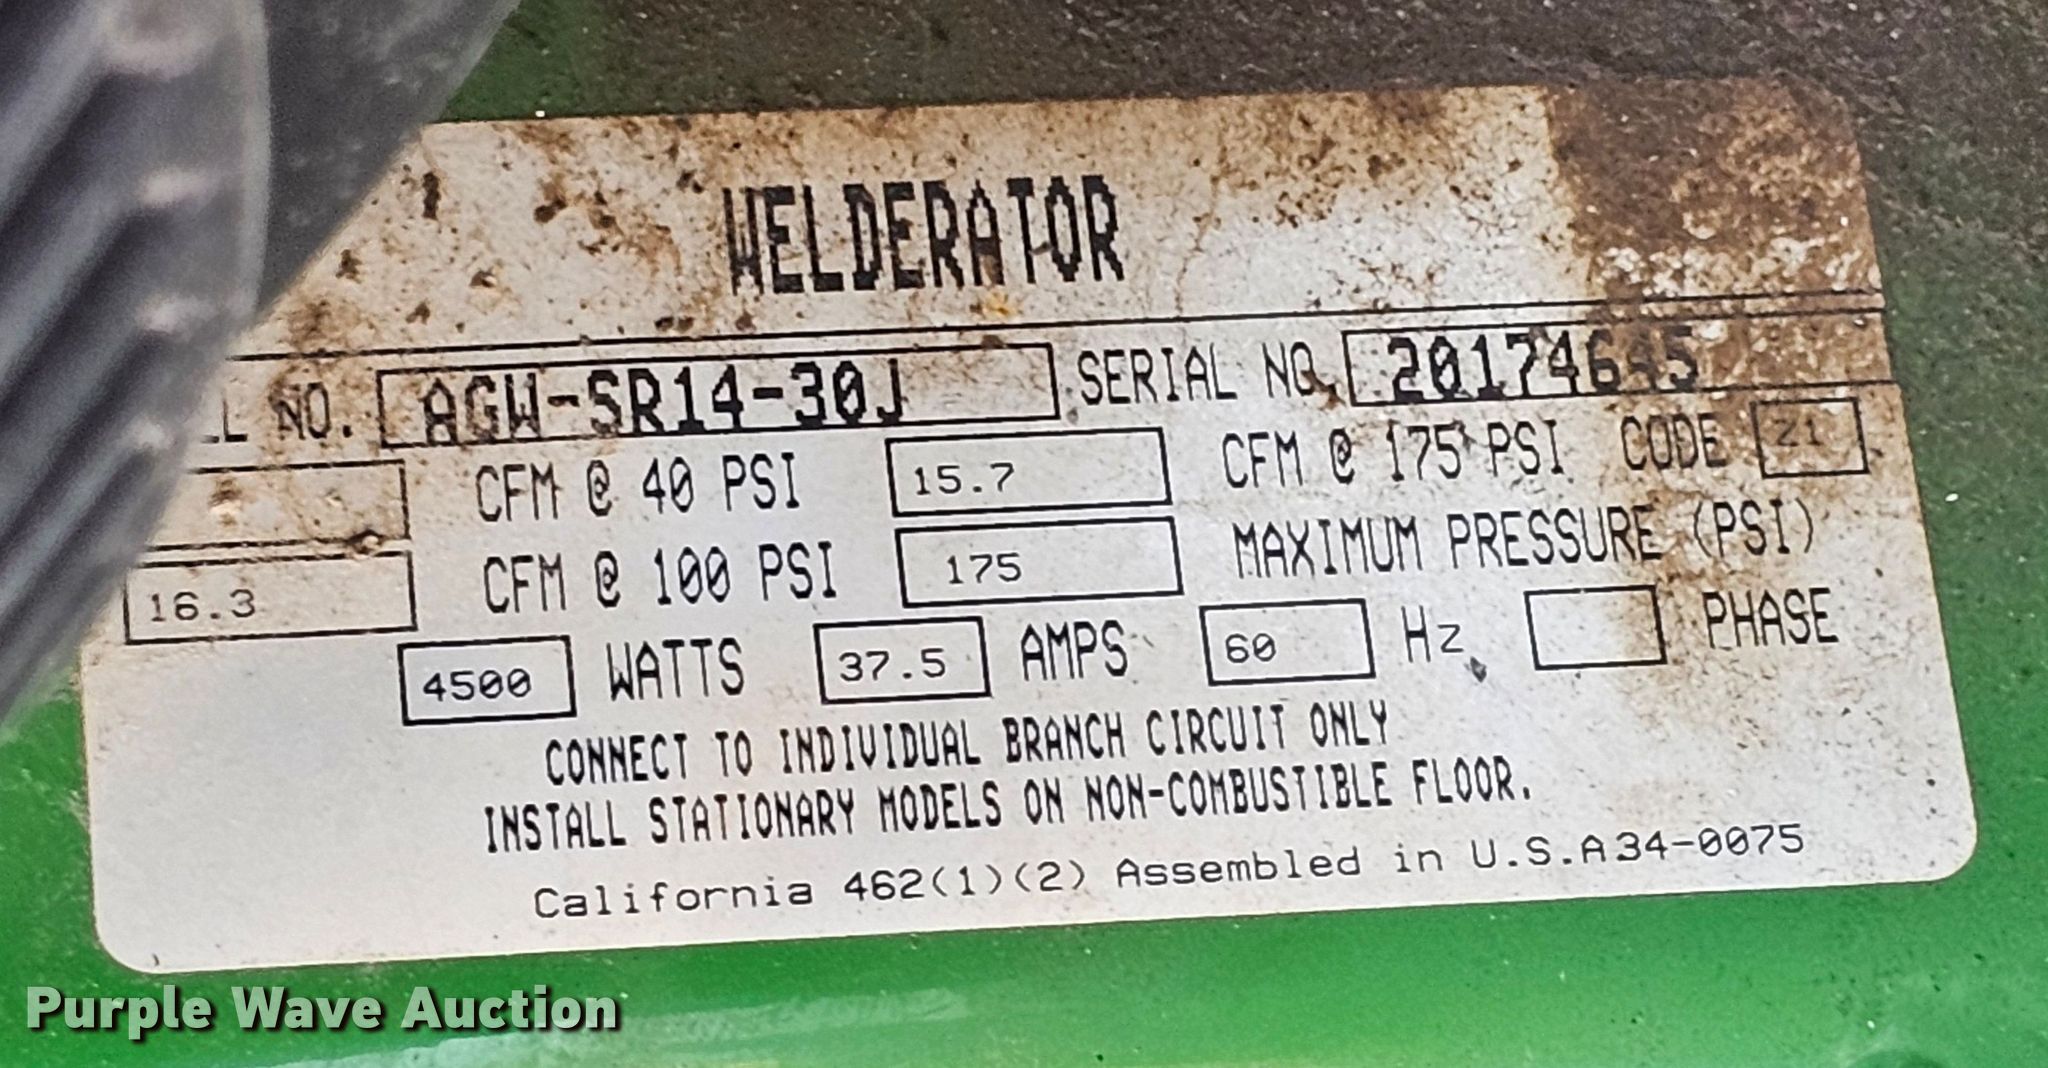 WELDERATOR
NO. AGW-SR14-30J SERIAL NO.
CFM @ 40 PSI 15.7 CFM @ 175 PSI CODE Z1
16.3 CFM @ 100 PSI 175 MAXIMUM PRESSURE (PSI)
4500 WATTS 37.5 AMPS 60 Hz PHASE
CONNECT TO INDIVIDUAL BRANCH CIRCUIT ONLY
INSTALL STATIONARY MODELS ON NON-COMBUSTIBLE FLOOR.
California 462(1)(2) Assembled in U.S.A 34-0075
Purple Wave Auction